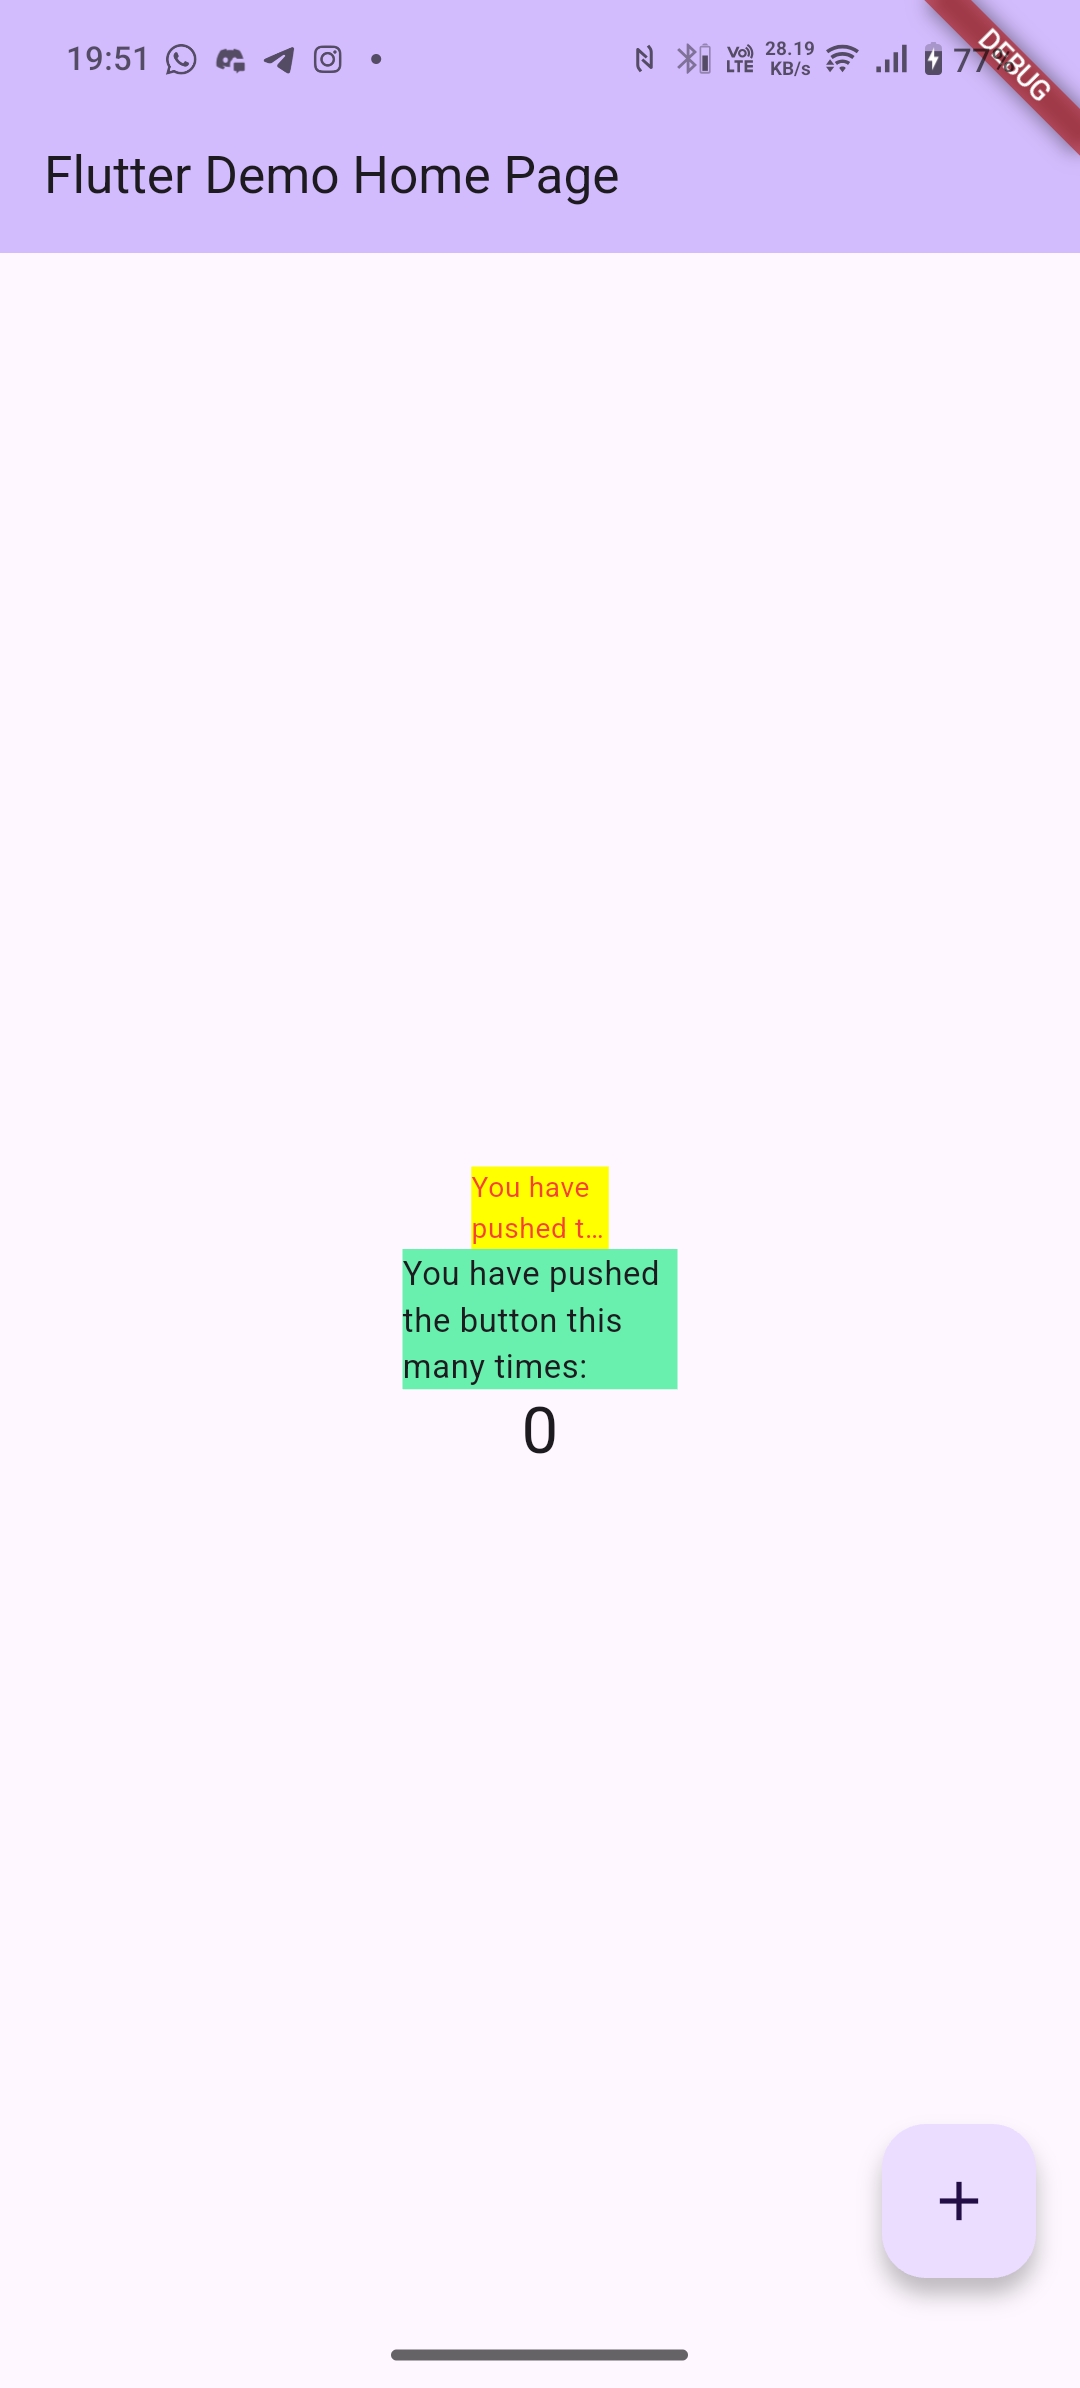 19:51
Vo)) LTE
28.19 KB/s
77%
DEBUG
Flutter Demo Home Page
You have
pushed t...
You have pushed
the button this
many times:
0